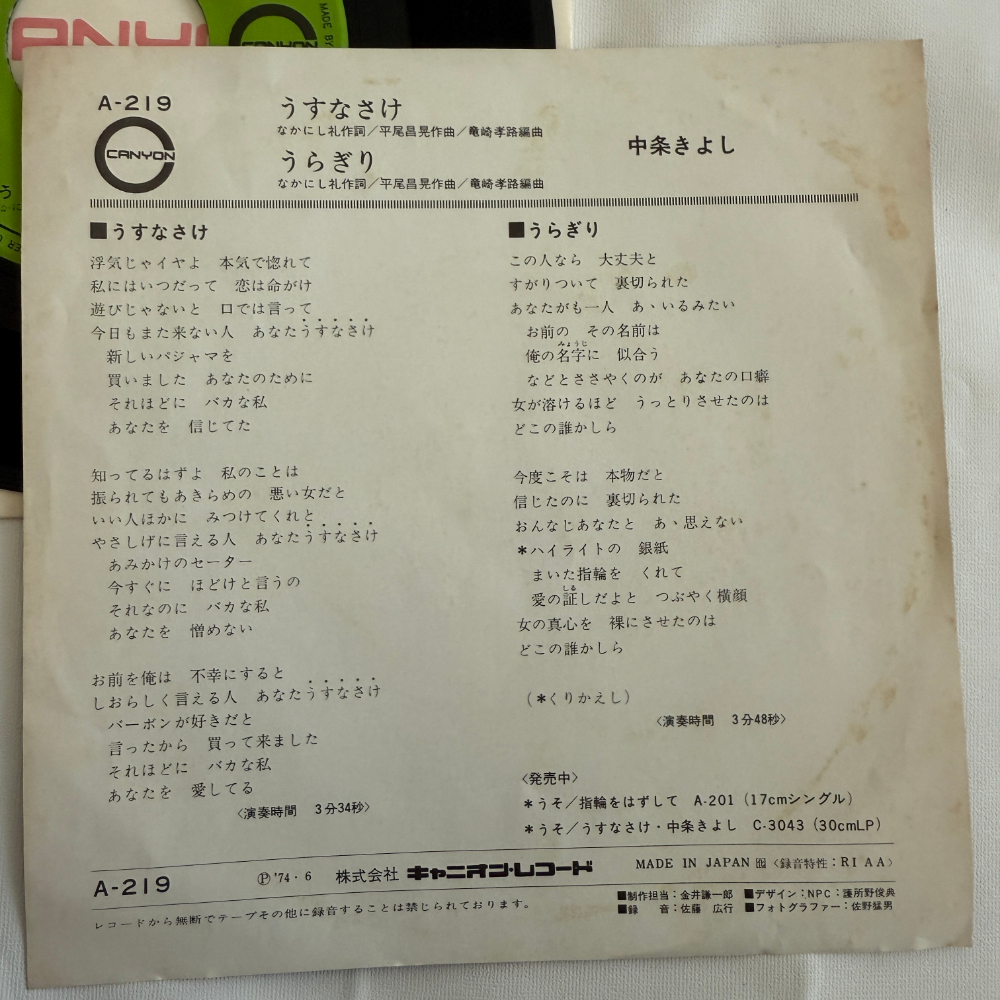 CANYON
MADE BY
A-219
CANYON
うすなさけ
なかにし礼作詞/平尾昌晃作曲/竜崎孝路編曲
うらぎり
なかにし礼作詞/平尾昌晃作曲/竜崎孝路編曲
中条きよし
■うすなさけ
浮気じゃイヤよ 本気で惚れて
私にはいつだって 恋は命がけ
遊びじゃないと 口では言って
今日もまた来ない人 あなたうすなさけ
新しいパジャマを
買いました あなたのために
それほどに バカな私
あなたを 信じてた
知ってるはずよ 私のことは
振られてもあきらめの 悪い女だと
いい人ほかに みつけてくれと
やさしげに言える人 あなたうすなさけ
あみかけのセーター
今すぐに ほどけと言うの
それなのに バカな私
あなたを 憎めない
お前を俺は 不幸にすると
しおらしく言える人 あなたうすなさけ
バーボンが好きだと
言ったから 買って来ました
それほどに バカな私
あなたを 愛してる
〈演奏時間 3分34秒〉
■うらぎり
この人なら 大丈夫と
すがりついて 裏切られた
あなたがも一人 あゝいるみたい
お前の その名前は
俺の名字に 似合う
みょうじ
などとささやくのが あなたの口癖
女が溶けるほど うっとりさせたのは
どこの誰かしら
今度こそは 本物だと
信じたのに 裏切られた
おんなじあなたと あゝ思えない
*ハイライトの 銀紙
まいた指輪を くれて
愛の証しだよと つぶやく横顔
しる
女の真心を 裸にさせたのは
どこの誰かしら
(*くりかえし)
〈演奏時間 3分48秒〉
〈発売中〉
*うそ/指輪をはずして A-201(17cmシングル)
*うそ/うすなさけ・中条きよし C-3043(30cmLP)
A-219
Ⓟ'74・6 株式会社 キャニオン・レコード
MADE IN JAPAN 〈録音特性:RIAA〉
レコードから無断でテープその他に録音することは禁じられております。
■制作担当:金井謙一郎 ■デザイン:NPC:護所野俊典
■録 音:佐藤 広行 ■フォトグラファー:佐野猛男